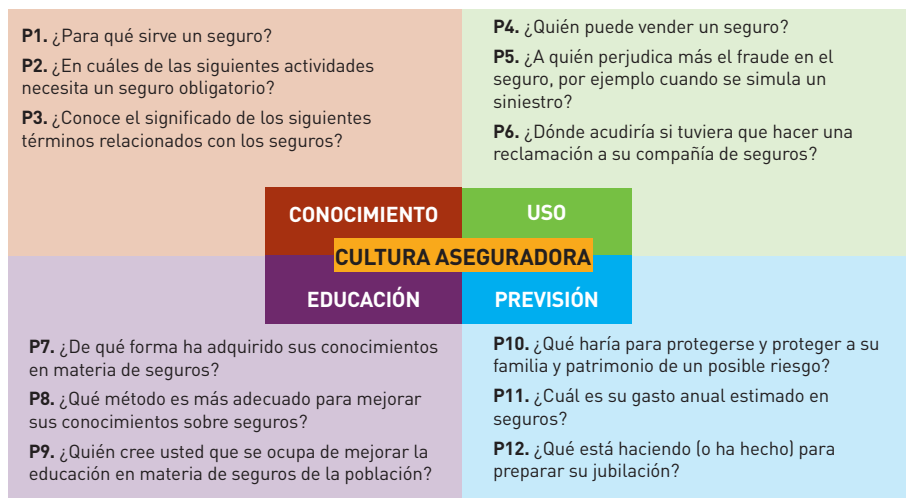 P1. ¿Para qué sirve un seguro?
P2. ¿En cuáles de las siguientes actividades
necesita un seguro obligatorio?
P3. ¿Conoce el significado de los siguientes
términos relacionados con los seguros?
P4. ¿Quién puede vender un seguro?
P5. ¿A quién perjudica más el fraude en el
seguro, por ejemplo cuando se simula un
siniestro?
P6. ¿Dónde acudiría si tuviera que hacer una
reclamación a su compañía de seguros?
CONOCIMIENTO
USO
CULTURA ASEGURADORA
EDUCACIÓN
PREVISIÓN
P7. ¿De qué forma ha adquirido sus conocimientos
en materia de seguros?
P8. ¿Qué método es más adecuado para mejorar
sus conocimientos sobre seguros?
P9. ¿Quién cree usted que se ocupa de mejorar la
educación en materia de seguros de la población?
P10. ¿Qué haría para protegerse y proteger a su
familia y patrimonio de un posible riesgo?
P11. ¿Cuál es su gasto anual estimado en
seguros?
P12. ¿Qué está haciendo (o ha hecho) para
preparar su jubilación?